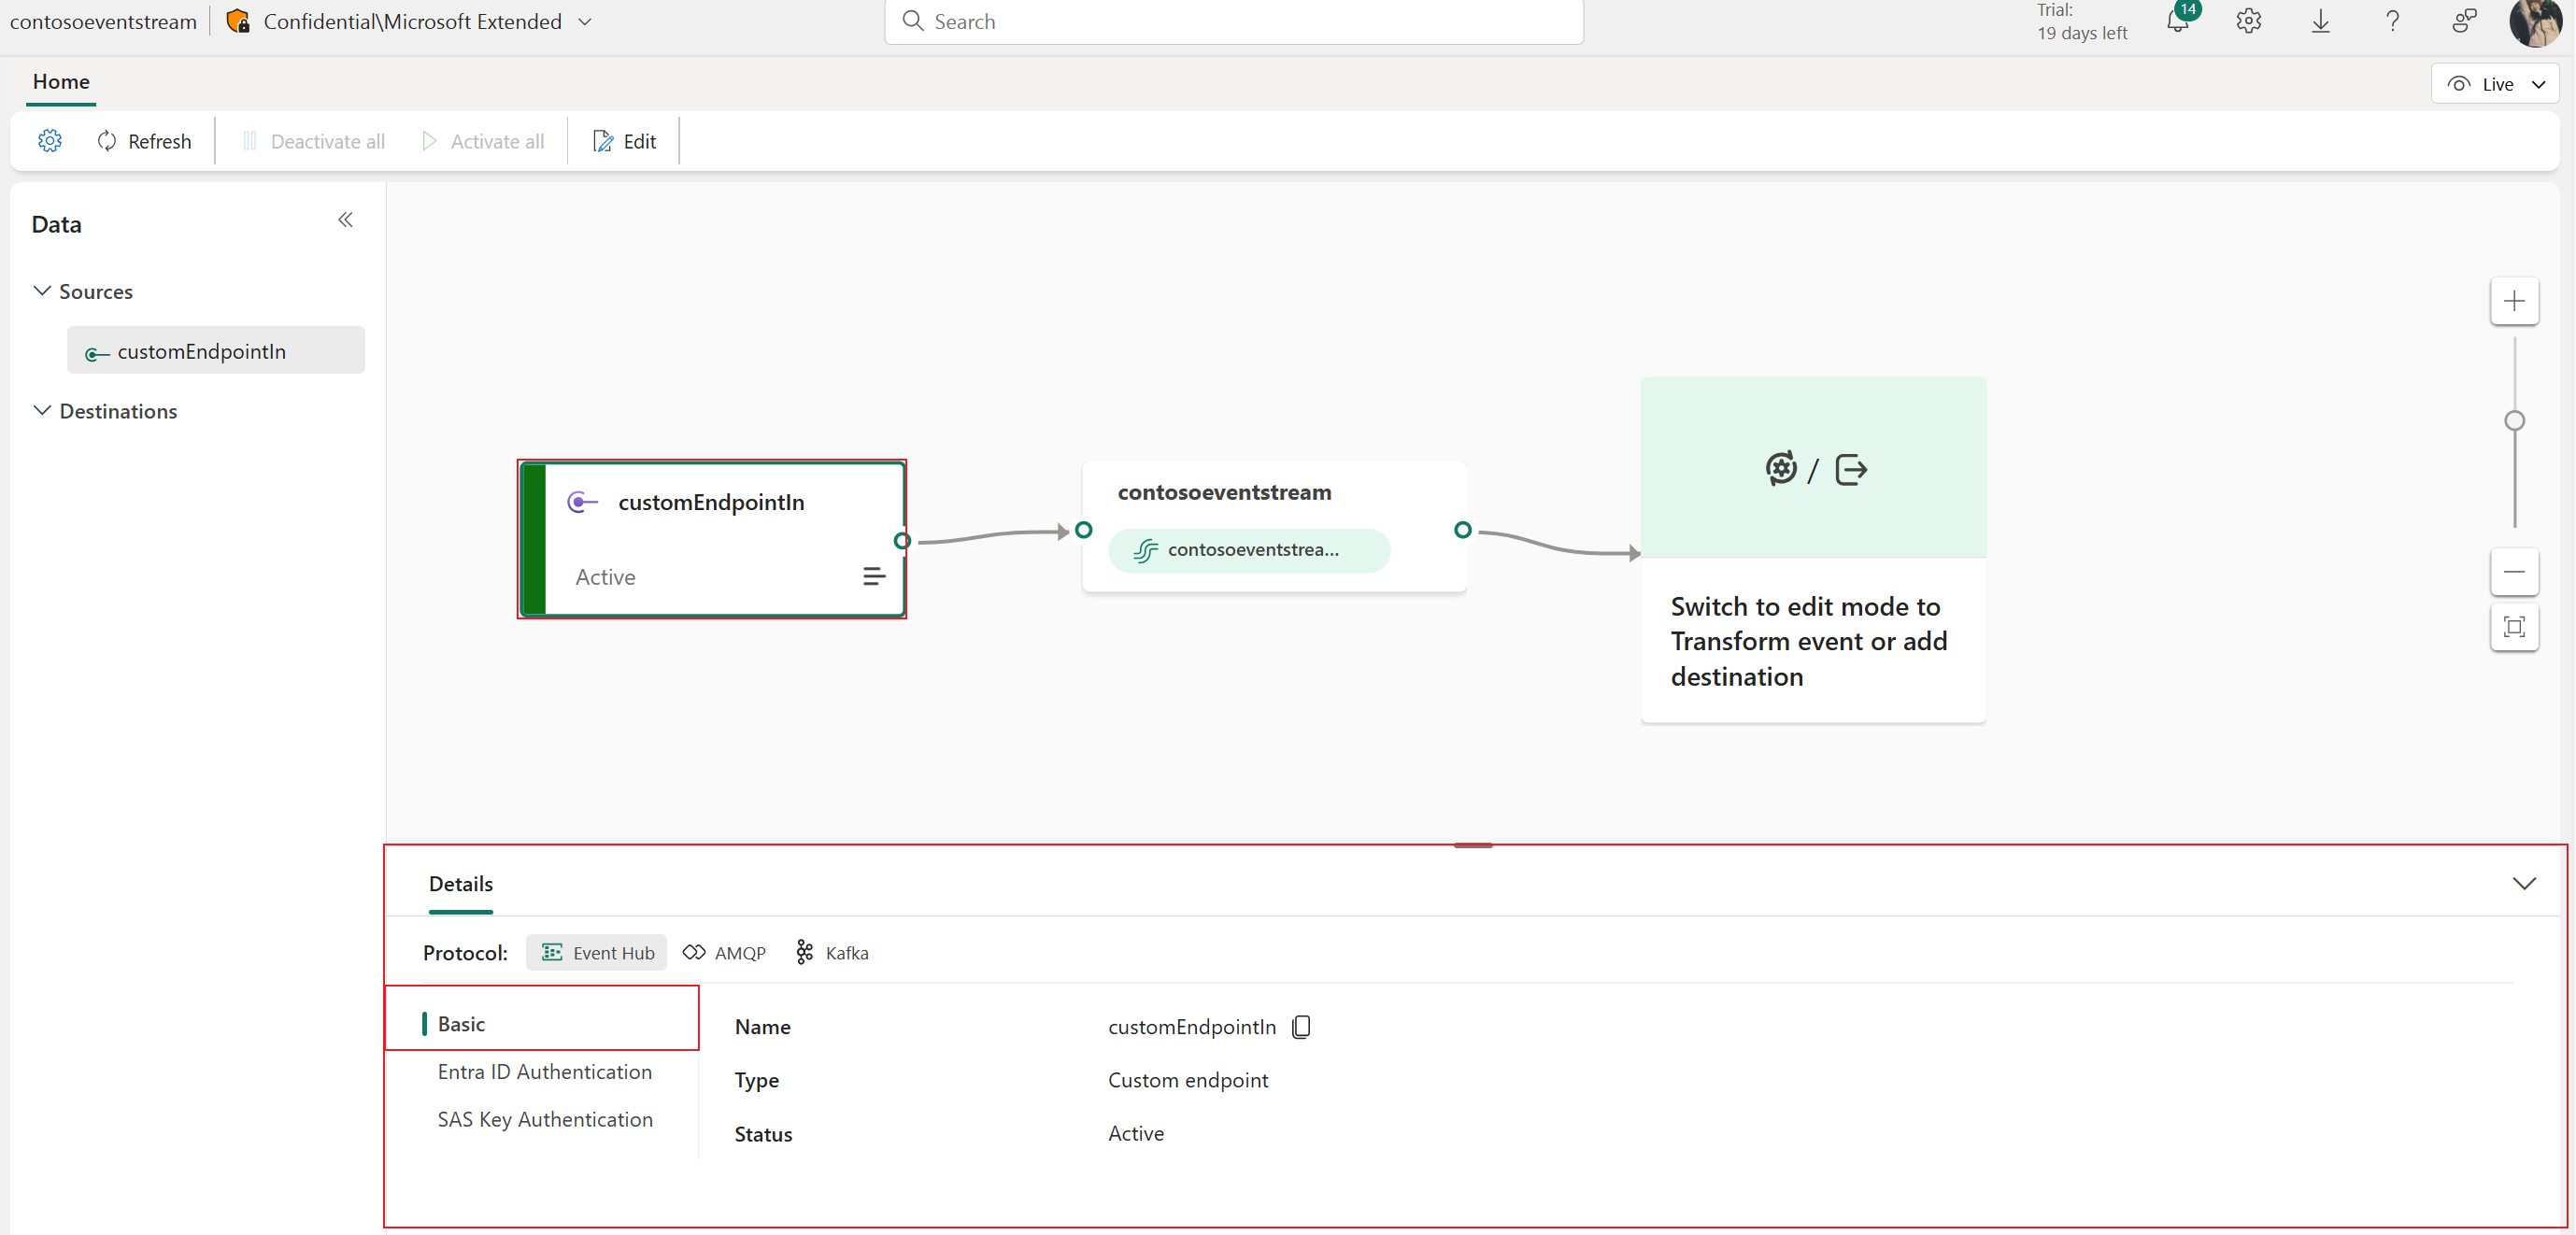 contosoeventstream
Confidential\Microsoft Extended
Search
Trial:
19 days left
14
Home
Live
Refresh
Deactivate all
Activate all
Edit
Data
Sources
customEndpointIn
Destinations
customEndpointIn
Active
contosoeventstream
contosoeventstrea...
/
Switch to edit mode to
Transform event or add
destination
Details
Protocol:
Event Hub
AMQP
Kafka
Basic
Entra ID Authentication
SAS Key Authentication
Name
customEndpointIn
Type
Custom endpoint
Status
Active